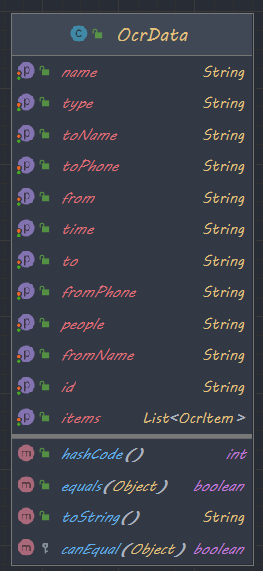 OcrData
name String
type String
toName String
toPhone String
from String
time String
to String
fromPhone String
people String
fromName String
id String
items List<OcrItem>
hashCode() int
equals(Object) boolean
toString() String
canEqual(Object) boolean